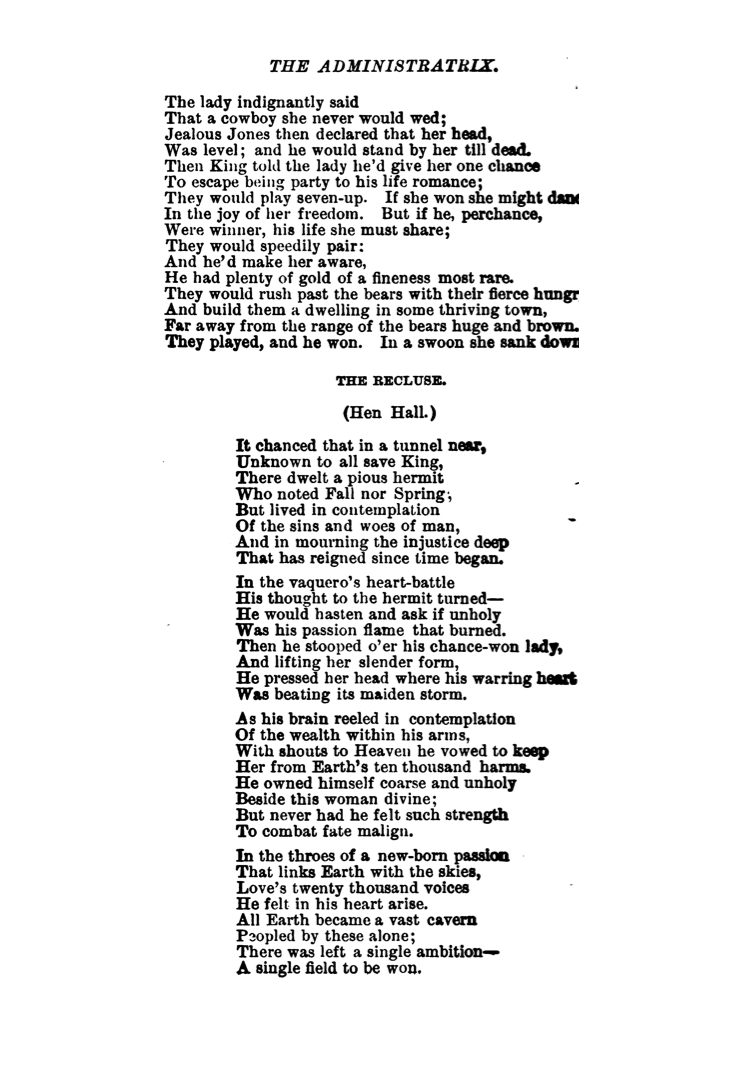 THE ADMINISTRATRIX.
The lady indignantly said
That a cowboy she never would wed;
Jealous Jones then declared that her head,
Was level; and he would stand by her till dead.
Then King told the lady he'd give her one chance
To escape being party to his life romance;
They would play seven-up. If she won she might
In the joy of her freedom. But if he, perchance,
Were winner, his life she must share;
They would speedily pair:
And he'd make her aware,
He had plenty of gold of a fineness most rare.
They would rush past the bears with their fierce hungr
And build them a dwelling in some thriving town,
Far away from the range of the bears huge and brown.
They played, and he won. In a swoon she sank down
THE RECLUSE.
(Hen Hall.)
It chanced that in a tunnel near,
Unknown to all save King,
There dwelt a pious hermit
Who noted Fall nor Spring;
But lived in contemplation
Of the sins and woes of man,
And in mourning the injustice deep
That has reigned since time began.
In the vaquero's heart-battle
His thought to the hermit turned—
He would hasten and ask if unholy
Was his passion flame that burned.
Then he stooped o'er his chance-won lady,
And lifting her slender form,
He pressed her head where his warring heart
Was beating its maiden storm.
As his brain reeled in contemplation
Of the wealth within his arms,
With shouts to Heaven he vowed to keep
Her from Earth's ten thousand harms.
He owned himself coarse and unholy
Beside this woman divine;
But never had he felt such strength
To combat fate malign.
In the throes of a new-born passion
That links Earth with the skies,
Love's twenty thousand voices
He felt in his heart arise.
All Earth became a vast cavern
Peopled by these alone;
There was left a single ambition—
A single field to be won.